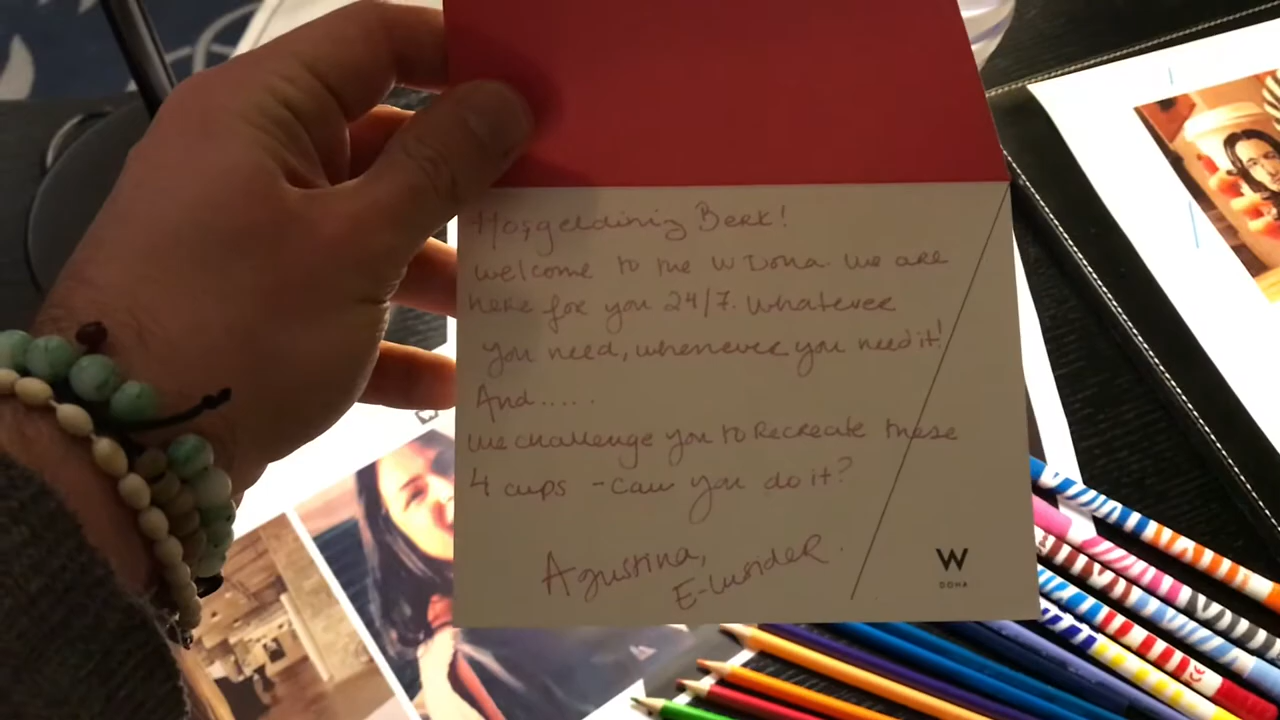 Hoşgeldiniz Berk!
welcome to the W Doha. We are
here for you 24/7. Whatever
you need, whenever you need it!
And.....
we challenge you to Recreate these
4 cups - can you do it?
Agustina,
E-Insider.
W
DOHA